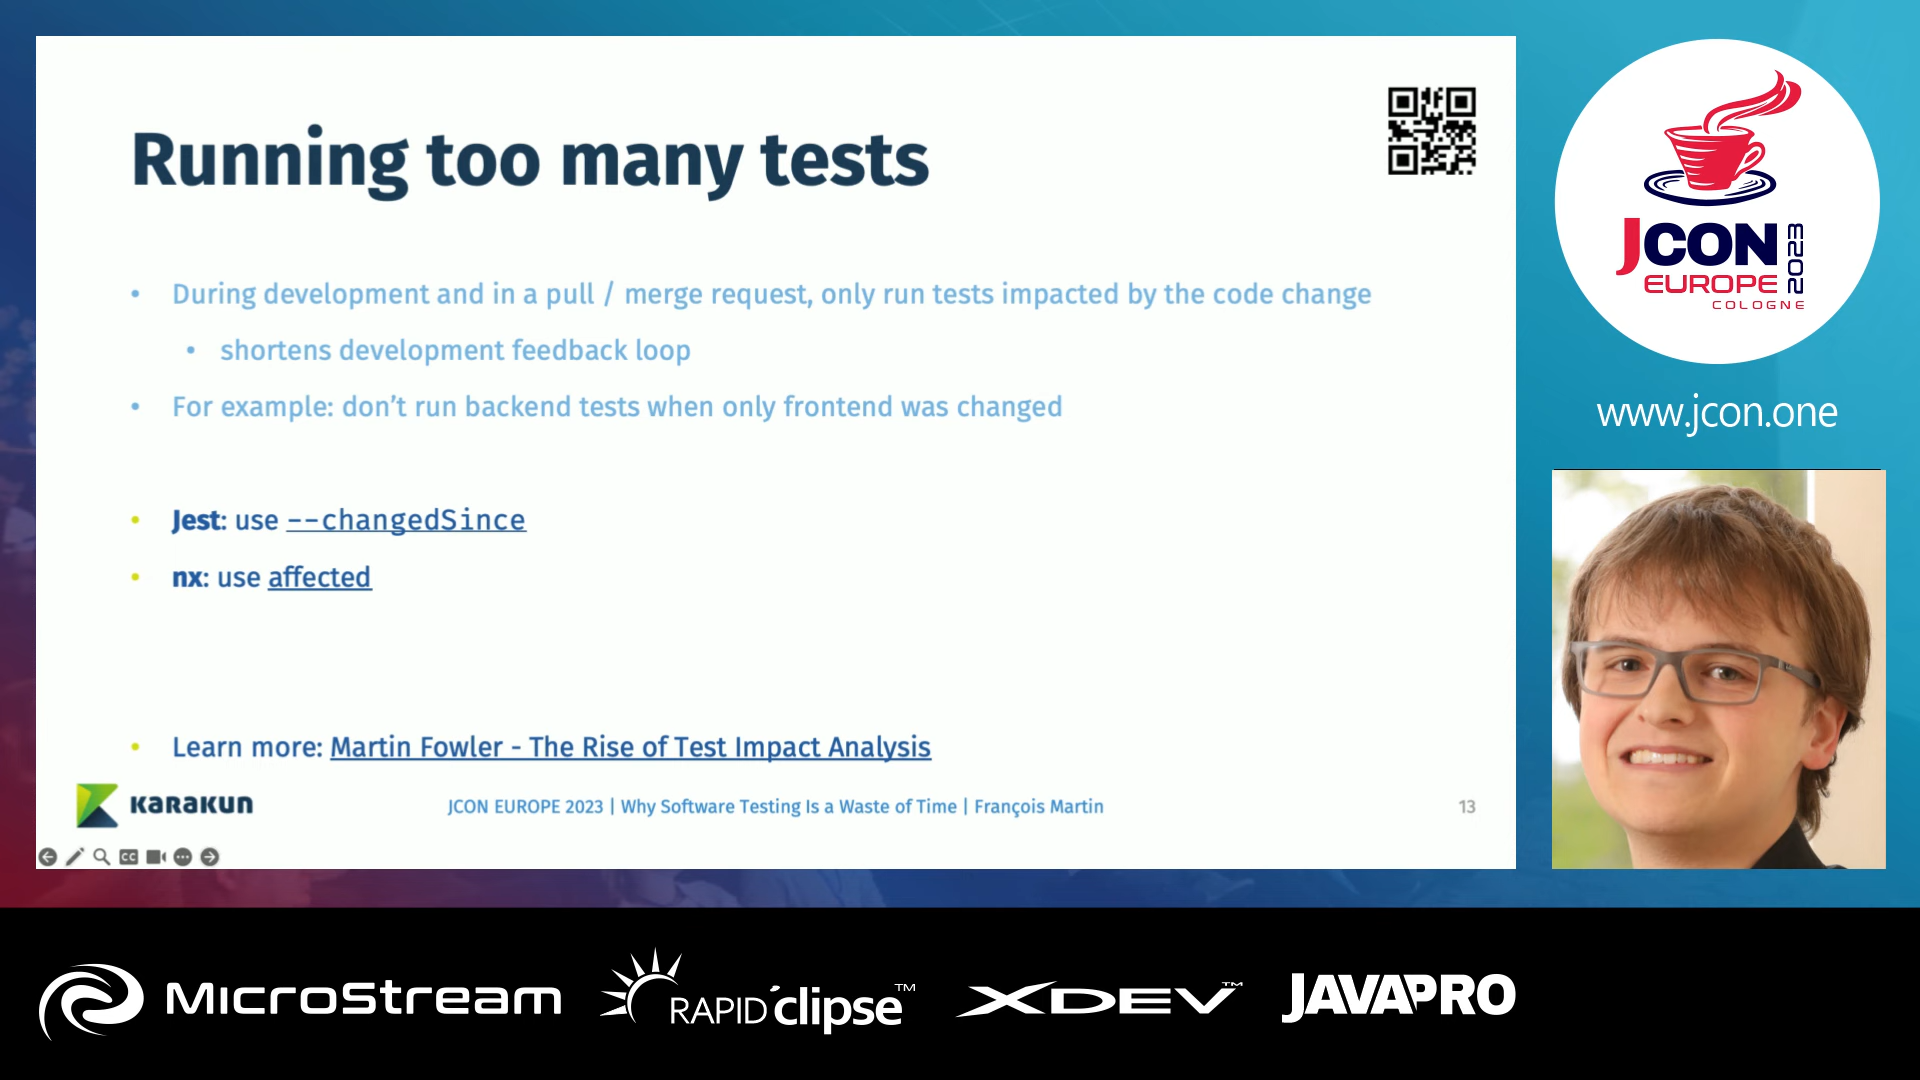 Running too many tests
• During development and in a pull / merge request, only run tests impacted by the code change
• shortens development feedback loop
• For example: don’t run backend tests when only frontend was changed
• Jest: use --changedSince
• nx: use affected
• Learn more: Martin Fowler - The Rise of Test Impact Analysis
KARAKUN
JCON EUROPE 2023 | Why Software Testing Is a Waste of Time | François Martin
13
CC
JCON 2023
EUROPE
COLOGNE
www.jcon.one
MicroStream
RAPID clipse™
XDEV™
JAVAPRO